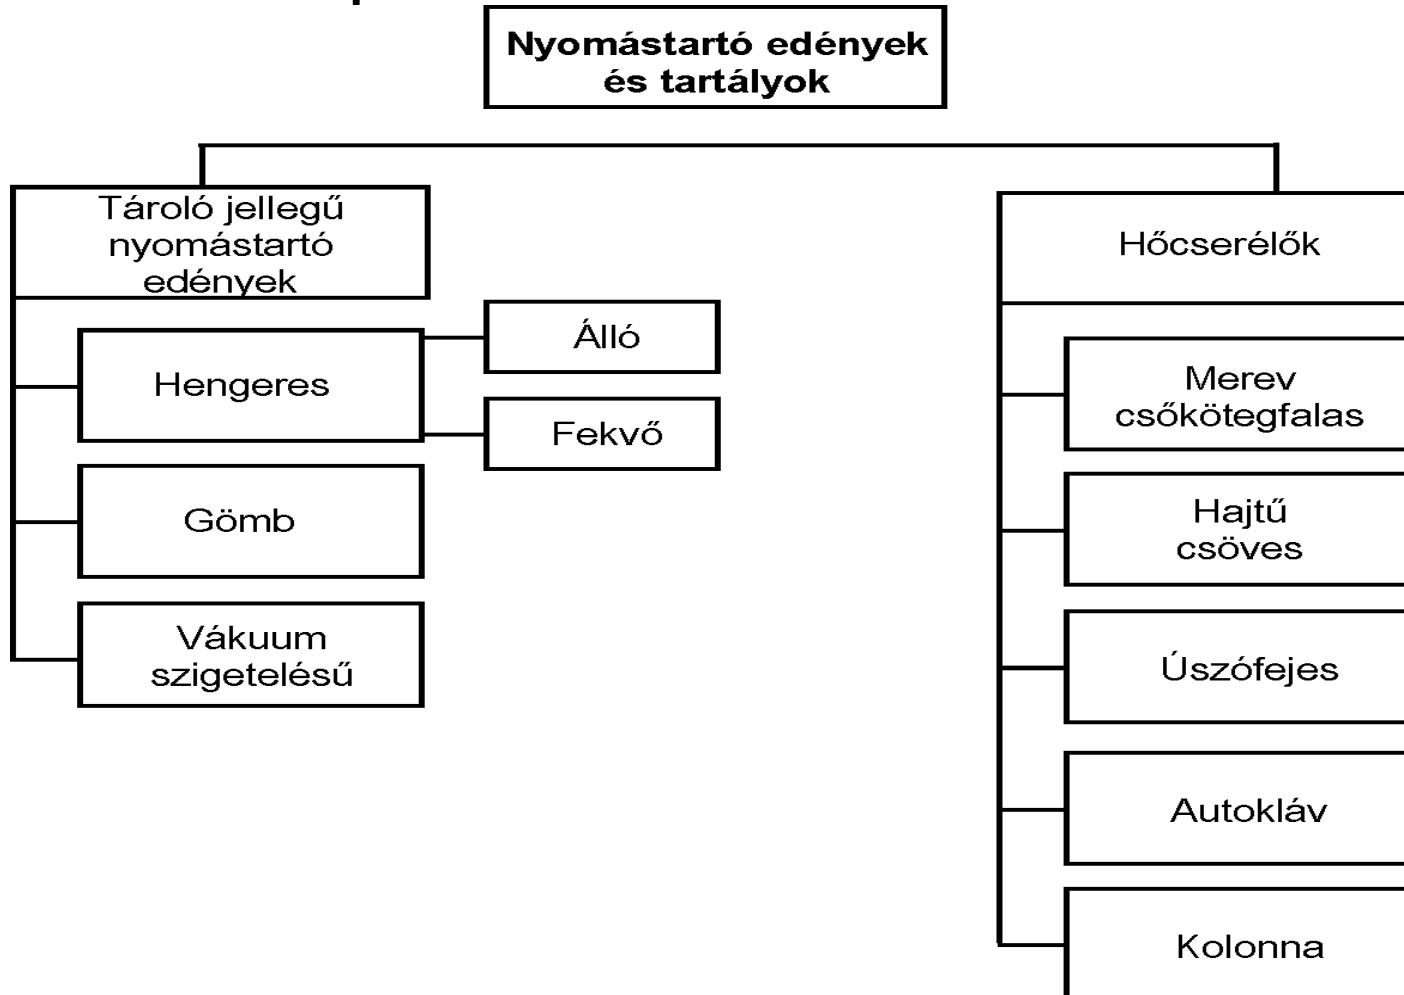 Nyomástartó edények
és tartályok
Tároló jellegű
nyomástartó
edények
Hengeres
Álló
Fekvő
Gömb
Vákuum
szigetelésű
Hőcserélők
Merev
csőkötegfalas
Hajtű
csöves
Úszófejes
Autokláv
Kolonna